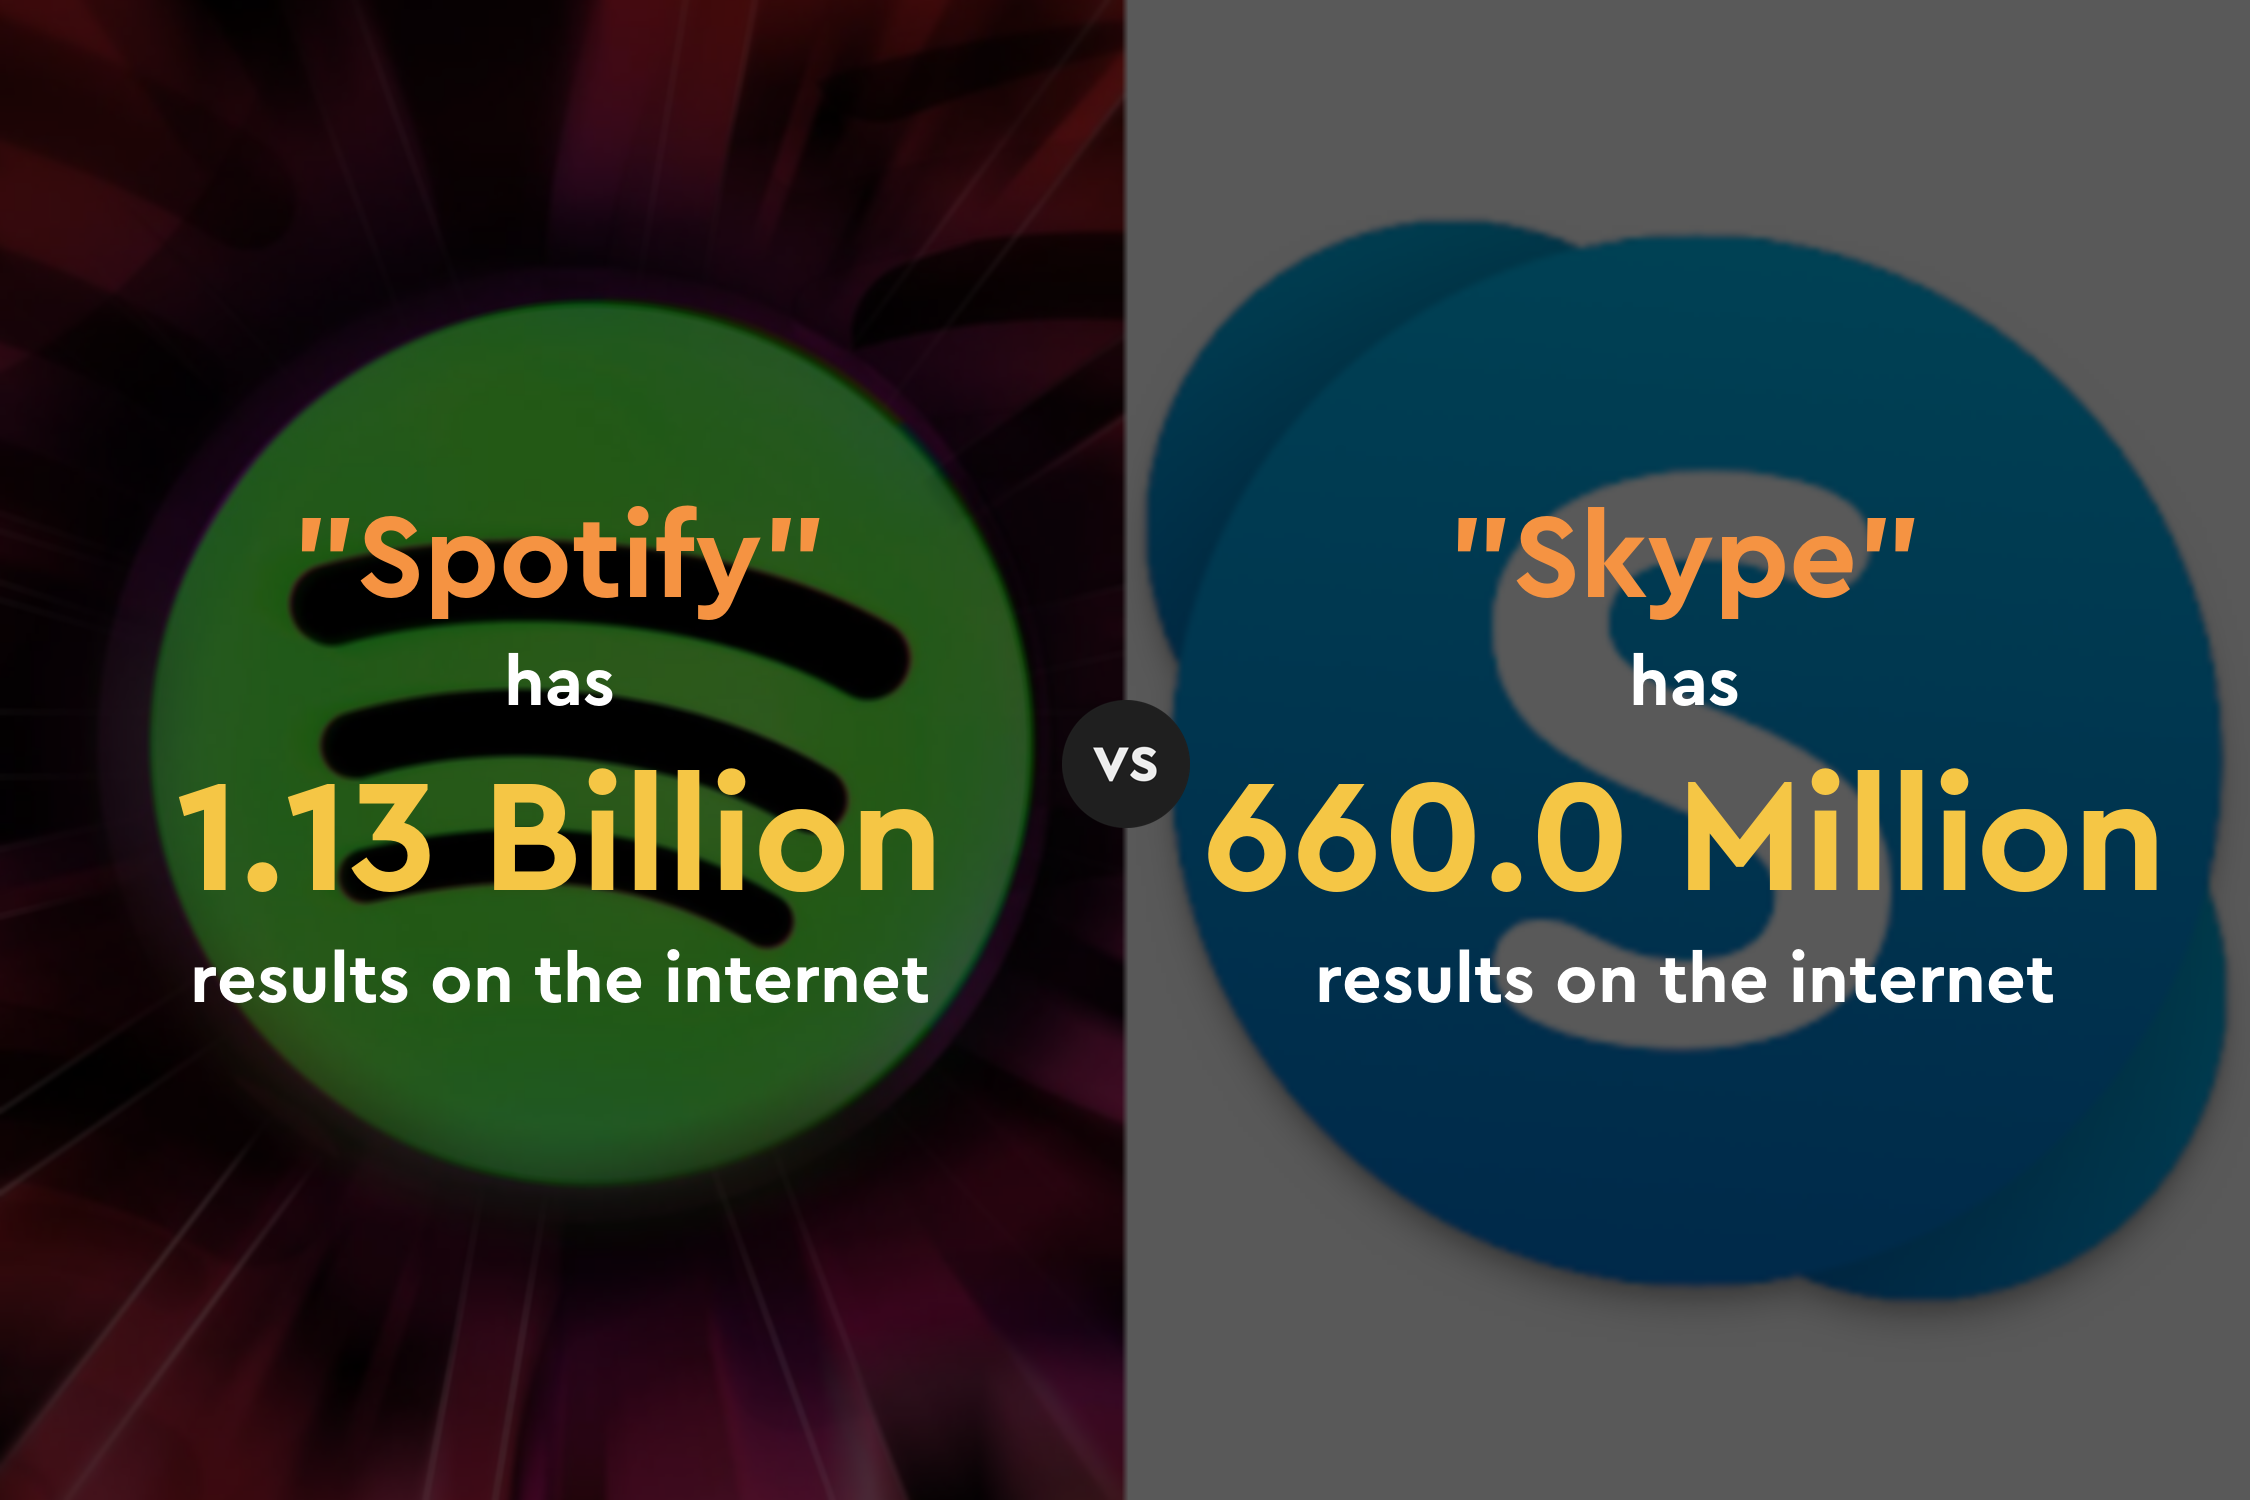 "Spotify"
has
1.13 Billion
results on the internet
vs
"Skype"
has
660.0 Million
results on the internet